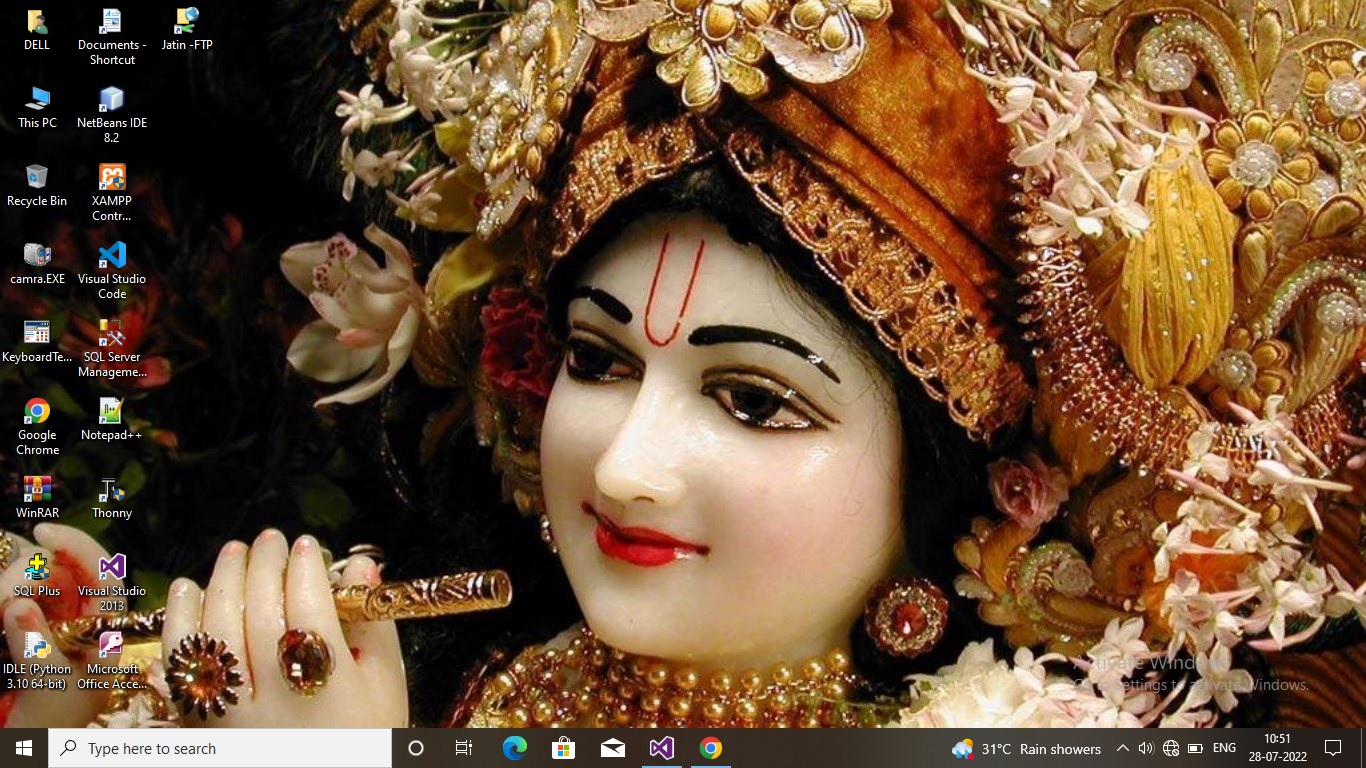 DELL
Documents -
Shortcut
Jatin -FTP
This PC
NetBeans IDE
8.2
Recycle Bin
XAMPP
Contr...
camra.EXE
Visual Studio
Code
KeyboardTe...
SQL Server
Manageme...
Google
Chrome
Notepad++
WinRAR
Thonny
SQL Plus
Visual Studio
2013
IDLE (Python
3.10 64-bit)
Microsoft
Office Acce...
Activate Windows
settings to activate Windows.
Type here to search
31°C Rain showers
ENG
10:51
28-07-2022